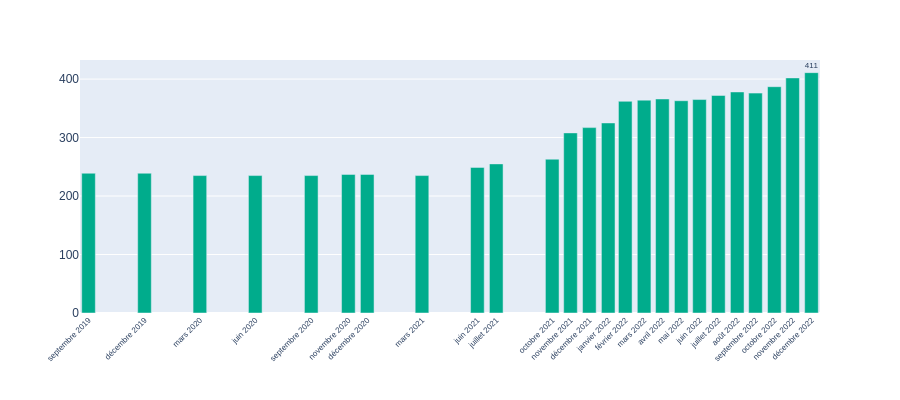 411
400
300
200
100
0
septembre 2019
décembre 2019
mars 2020
juin 2020
septembre 2020
novembre 2020
décembre 2020
mars 2021
juin 2021
juillet 2021
octobre 2021
novembre 2021
décembre 2021
janvier 2022
février 2022
mars 2022
avril 2022
mai 2022
juin 2022
juillet 2022
août 2022
septembre 2022
octobre 2022
novembre 2022
décembre 2022